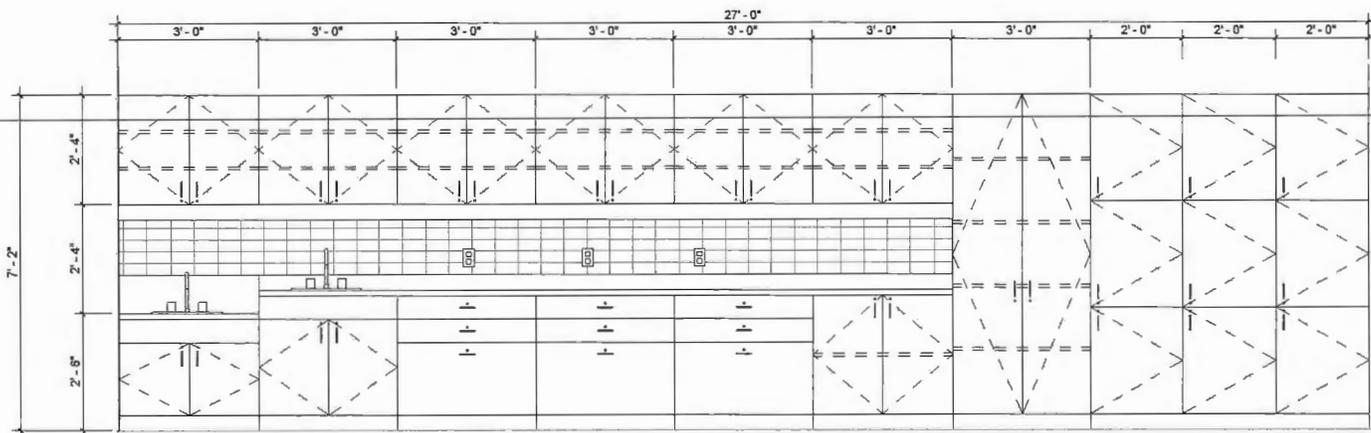 27' - 0"
3' - 0" 3' - 0" 3' - 0" 3' - 0" 3' - 0" 3' - 0" 3' - 0" 2' - 0" 2' - 0" 2' - 0"
2' - 4"
7' - 2"
2' - 4"
2' - 6"